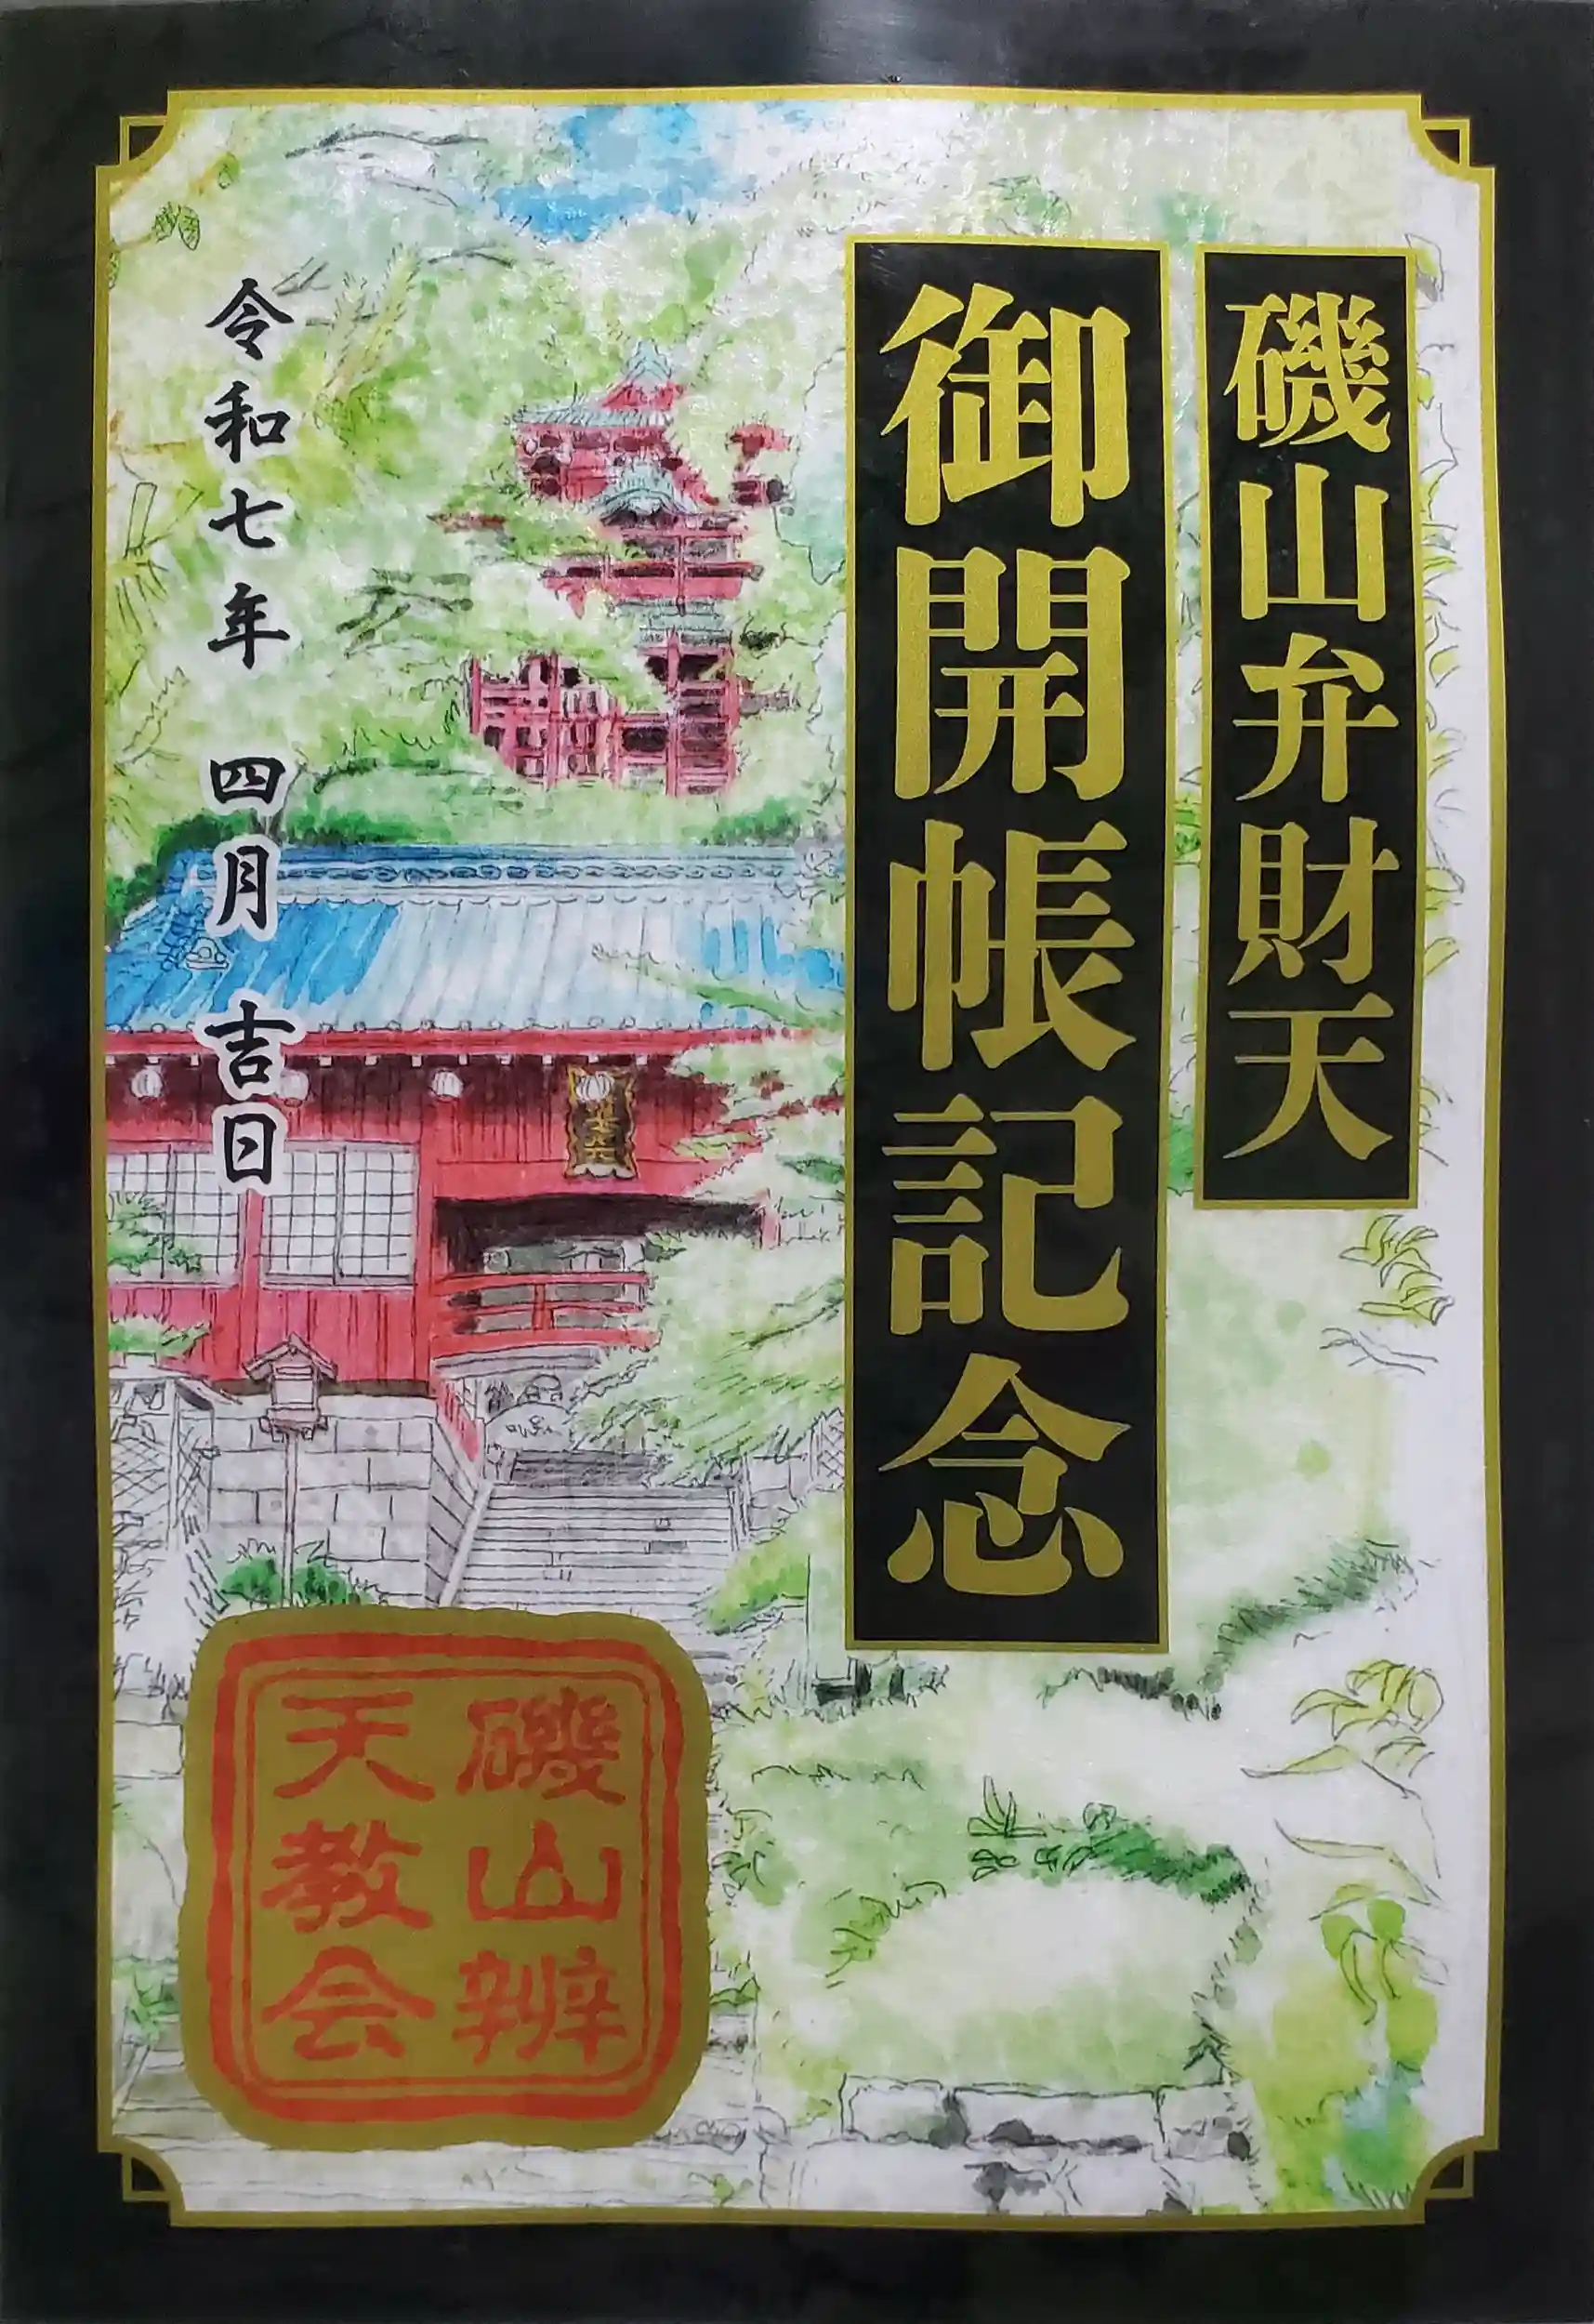 磯山弁財天
御開帳記念
令和七年 四月 吉日
磯山辨
天教会